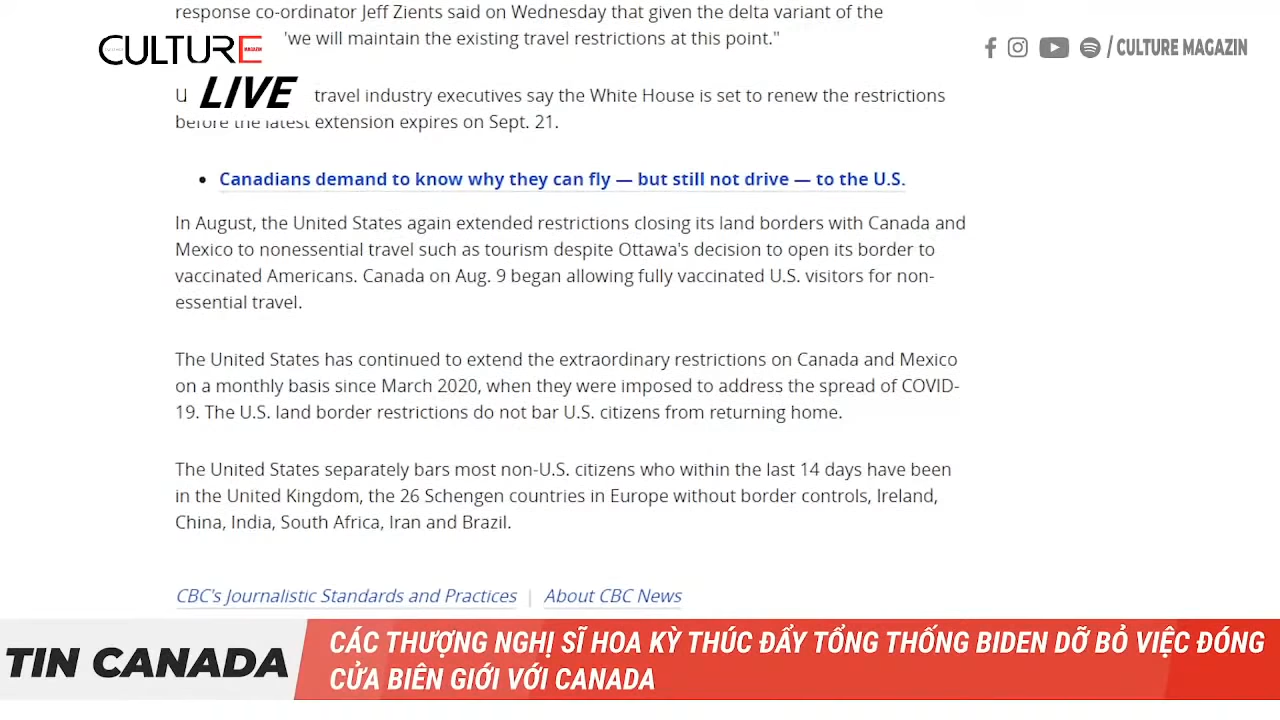 response co-ordinator Jeff Zients said on Wednesday that given the delta variant of the
'we will maintain the existing travel restrictions at this point."
CULTURE
MAGAZIN
/ CULTURE MAGAZIN
LIVE
U travel industry executives say the White House is set to renew the restrictions
before the latest extension expires on Sept. 21.
• Canadians demand to know why they can fly — but still not drive — to the U.S.
In August, the United States again extended restrictions closing its land borders with Canada and
Mexico to nonessential travel such as tourism despite Ottawa's decision to open its border to
vaccinated Americans. Canada on Aug. 9 began allowing fully vaccinated U.S. visitors for non-
essential travel.
The United States has continued to extend the extraordinary restrictions on Canada and Mexico
on a monthly basis since March 2020, when they were imposed to address the spread of COVID-
19. The U.S. land border restrictions do not bar U.S. citizens from returning home.
The United States separately bars most non-U.S. citizens who within the last 14 days have been
in the United Kingdom, the 26 Schengen countries in Europe without border controls, Ireland,
China, India, South Africa, Iran and Brazil.
CBC's Journalistic Standards and Practices | About CBC News
TIN CANADA
CÁC THƯỢNG NGHỊ SĨ HOA KỲ THÚC ĐẨY TỔNG THỐNG BIDEN DỠ BỎ VIỆC ĐÓNG
CỬA BIÊN GIỚI VỚI CANADA